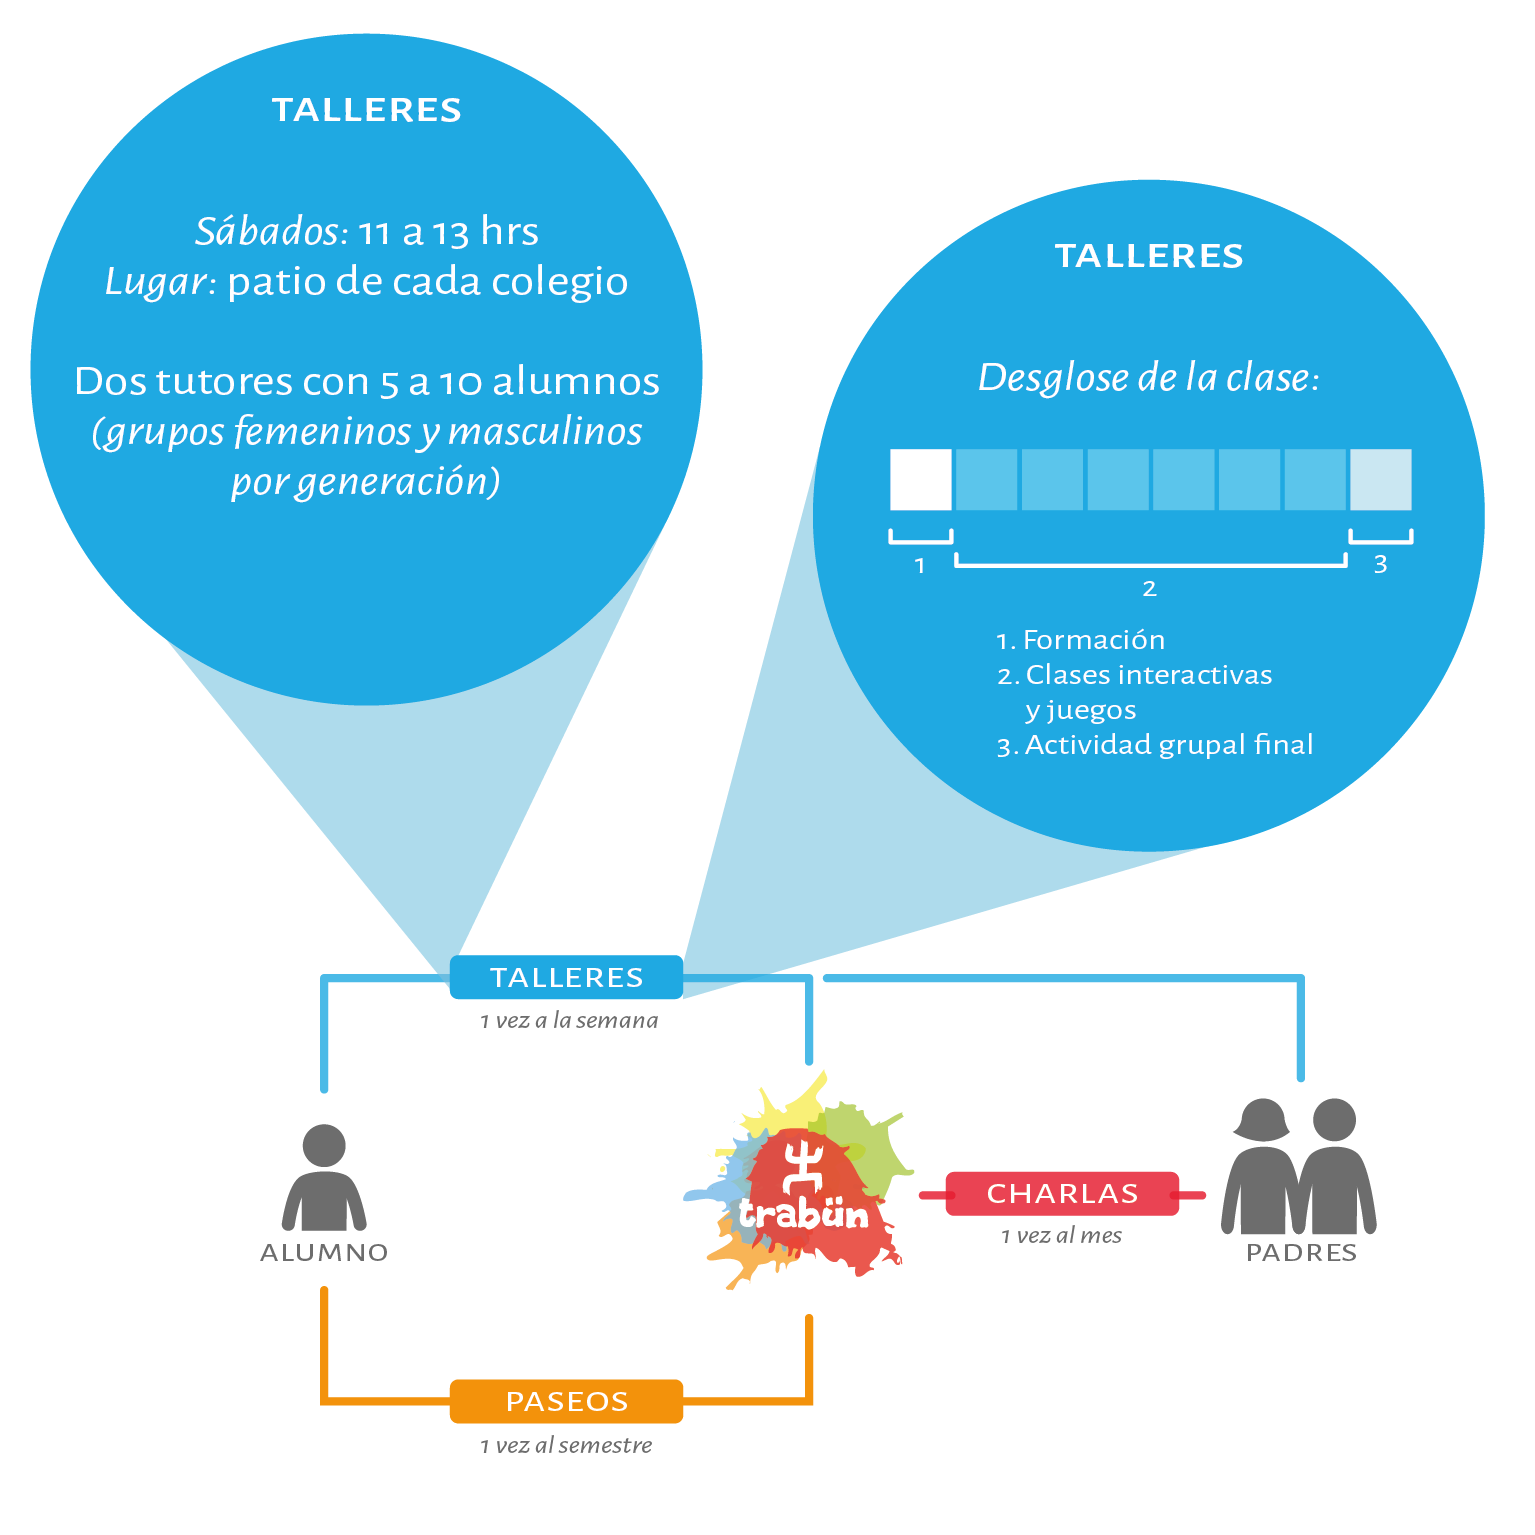 TALLERES
Sábados: 11 a 13 hrs
Lugar: patio de cada colegio
Dos tutores con 5 a 10 alumnos
(grupos femeninos y masculinos
por generación)
TALLERES
Desglose de la clase:
1
2
3
1. Formación
2. Clases interactivas
y juegos
3. Actividad grupal final
TALLERES
1 vez a la semana
trabün
CHARLAS
1 vez al mes
ALUMNO
PADRES
PASEOS
1 vez al semestre